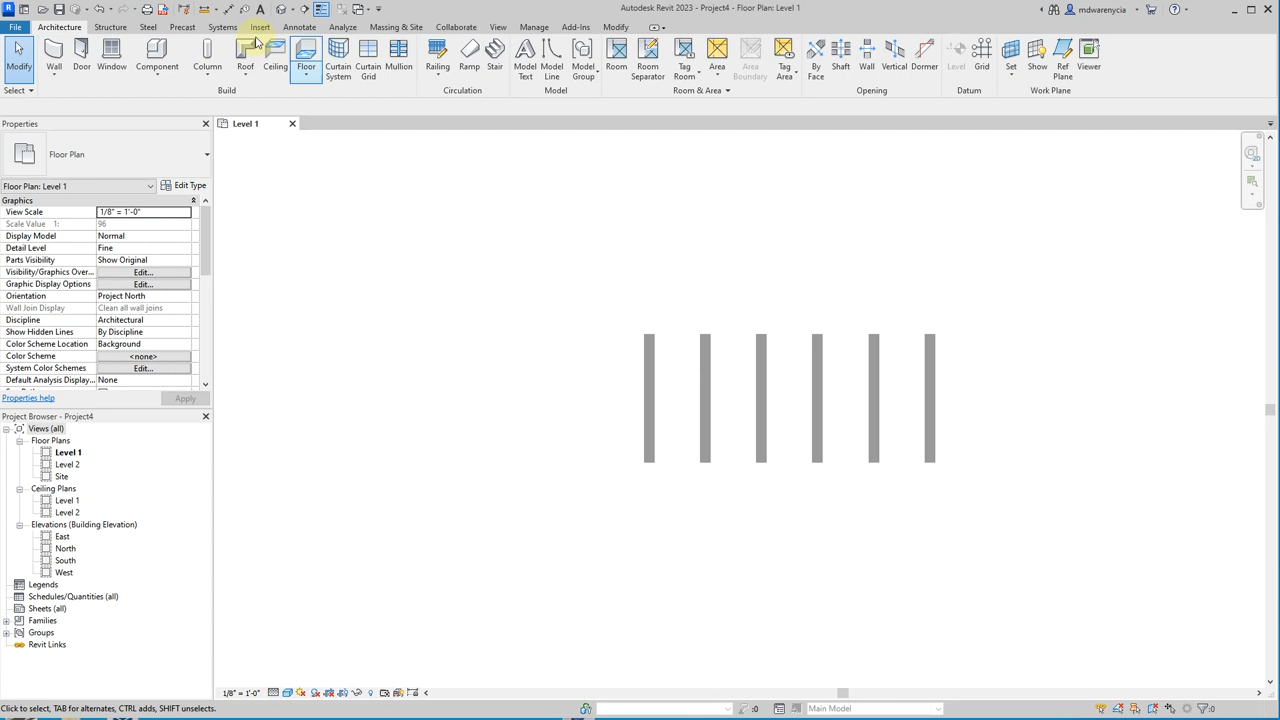 Autodesk Revit 2023 - Project4 - Floor Plan: Level 1
mdwarenycia
File Architecture Structure Steel Precast Systems Insert Annotate Analyze Massing & Site Collaborate View Manage Add-Ins Modify
Modify Wall Door Window Component Column Roof Ceiling Floor Curtain System Curtain Grid Mullion Railing Ramp Stair Model Text Model Line Model Group Room Room Separator Tag Room Area Area Boundary Tag Area By Face Shaft Wall Vertical Dormer Level Grid Set Show Ref Plane Viewer
Select Build Circulation Model Room & Area Opening Datum Work Plane
Properties
Level 1
Floor Plan
Floor Plan: Level 1 Edit Type
Graphics
View Scale 1/8" = 1'-0"
Scale Value 1: 96
Display Model Normal
Detail Level Fine
Parts Visibility Show Original
Visibility/Graphics Over... Edit...
Graphic Display Options Edit...
Orientation Project North
Wall Join Display Clean all wall joins
Discipline Architectural
Show Hidden Lines By Discipline
Color Scheme Location Background
Color Scheme <none>
System Color Schemes Edit...
Default Analysis Display... None
Properties help Apply
Project Browser - Project4
Views (all)
Floor Plans
Level 1
Level 2
Site
Ceiling Plans
Level 1
Level 2
Elevations (Building Elevation)
East
North
South
West
Legends
Schedules/Quantities (all)
Sheets (all)
Families
Groups
Revit Links
1/8" = 1'-0"
Click to select, TAB for alternates, CTRL adds, SHIFT unselects. :0 Main Model :0